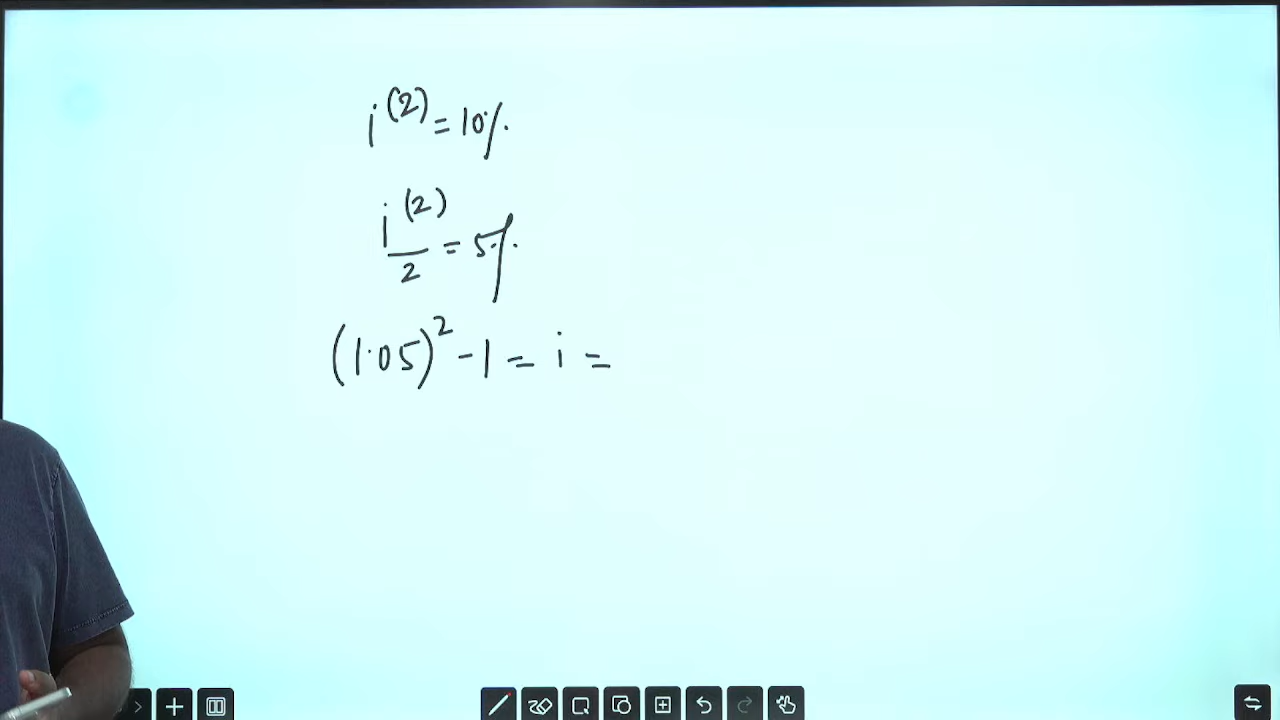 i^(2) = 10%
i^(2)/2 = 5%
(1.05)^2 - 1 = i =